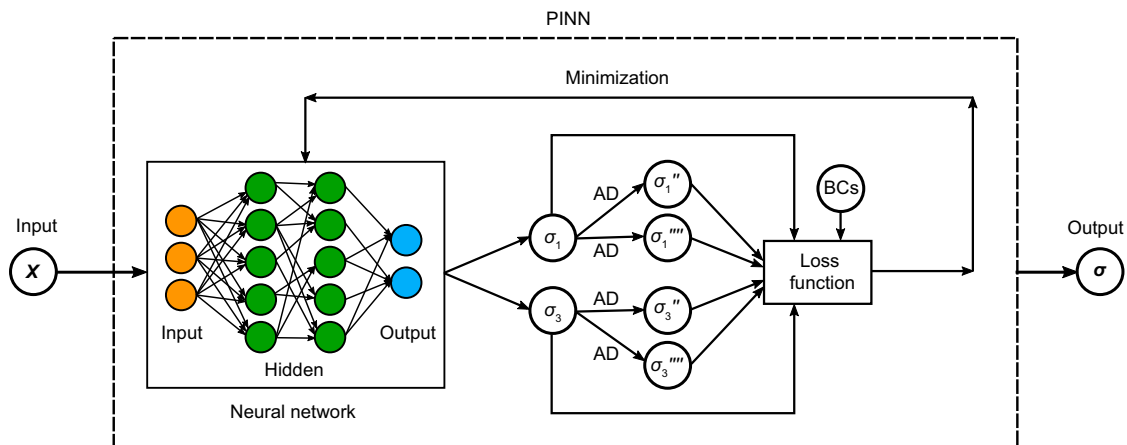 PINN
Minimization
Input
X
Input
Hidden
Output
Neural network
σ1
σ3
AD
AD
AD
AD
σ1''
σ1''''
σ3''
σ3''''
BCs
Loss
function
Output
σ